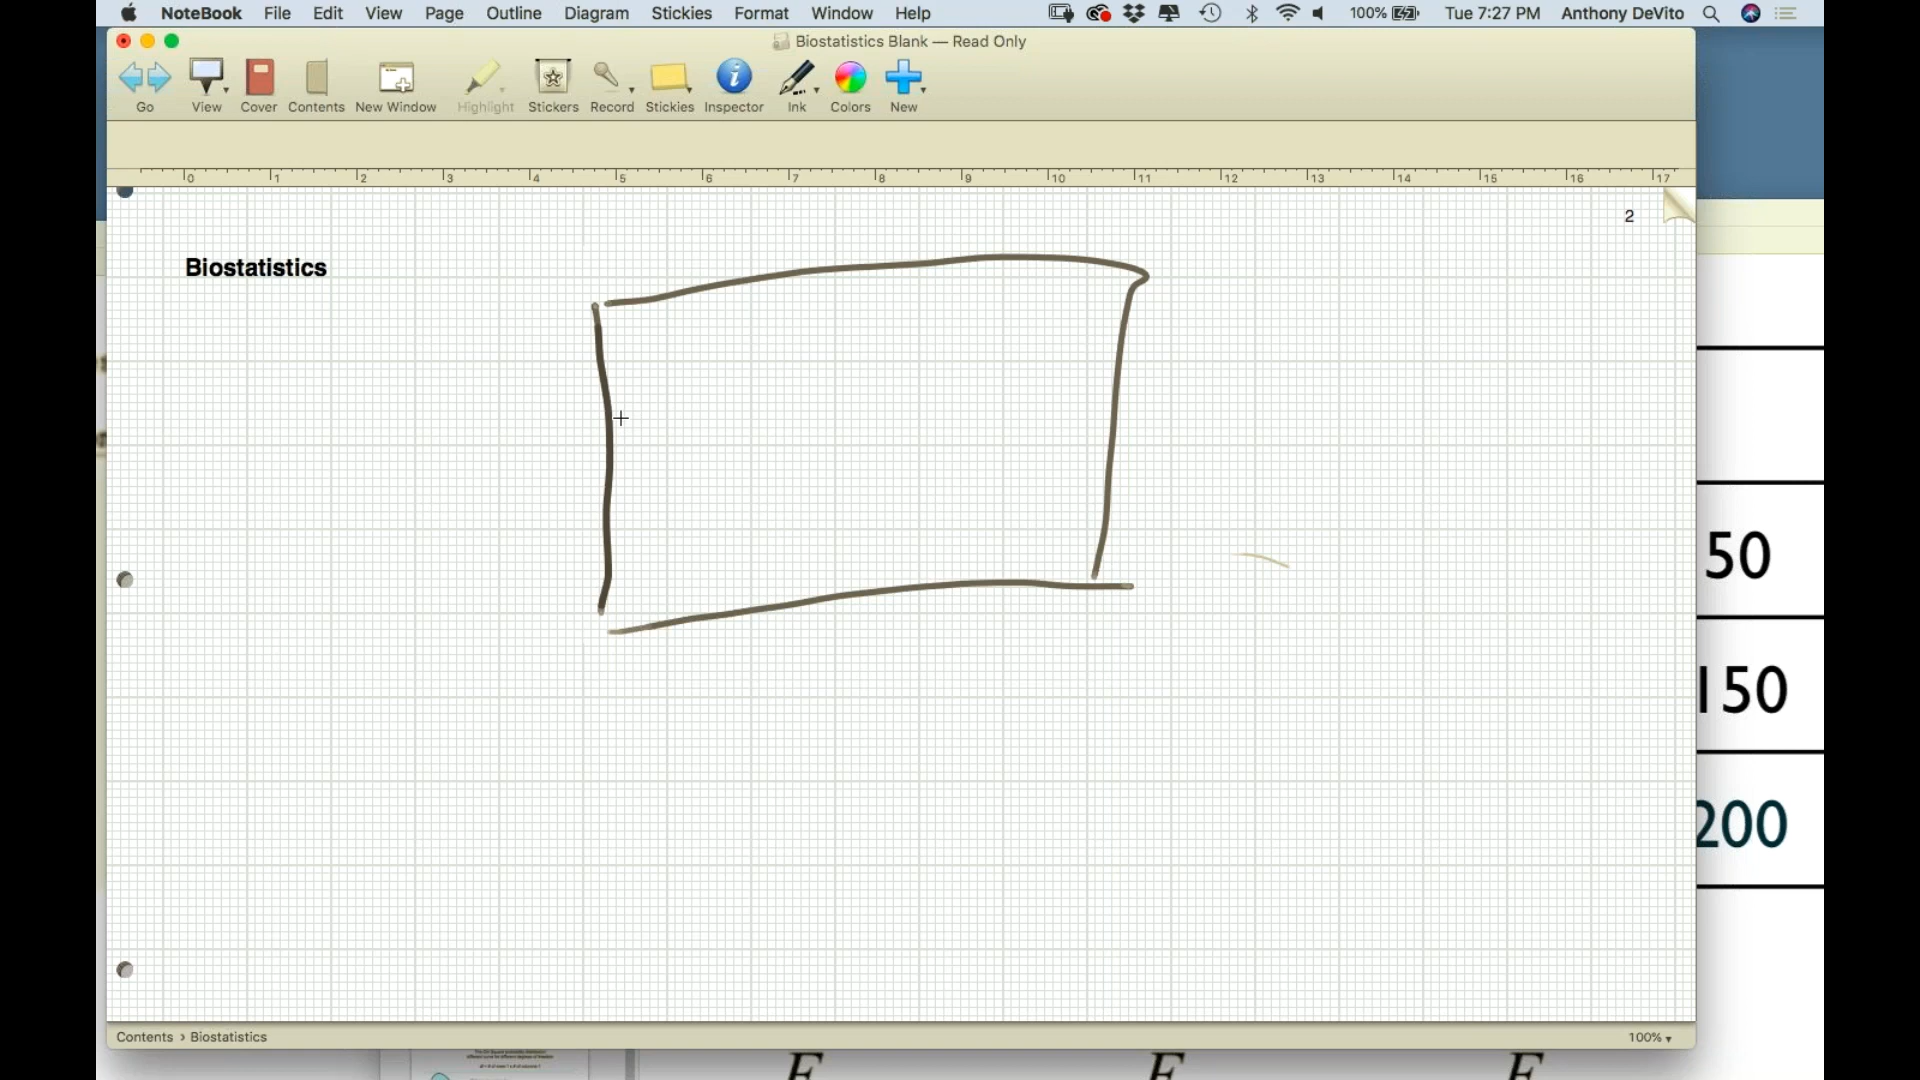 NoteBook File Edit View Page Outline Diagram Stickies Format Window Help 100% Tue 7:27 PM Anthony DeVito
Biostatistics Blank — Read Only
Go View Cover Contents New Window Highlight Stickers Record Stickies Inspector Ink Colors New
0 1 2 3 4 5 6 7 8 9 10 11 12 13 14 15 16 17
2
Biostatistics
50
150
200
Contents › Biostatistics
100%
E E E